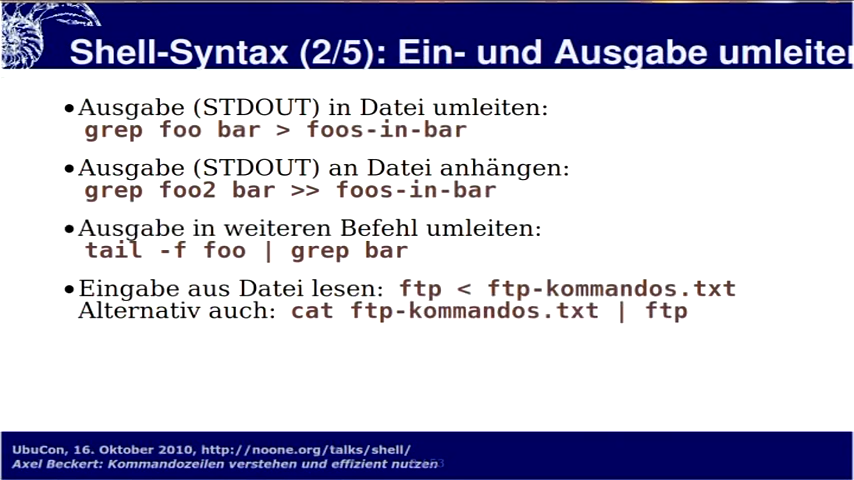 Shell-Syntax (2/5): Ein- und Ausgabe umleite
• Ausgabe (STDOUT) in Datei umleiten:
grep foo bar > foos-in-bar
• Ausgabe (STDOUT) an Datei anhängen:
grep foo2 bar >> foos-in-bar
• Ausgabe in weiteren Befehl umleiten:
tail -f foo | grep bar
• Eingabe aus Datei lesen: ftp < ftp-kommandos.txt
Alternativ auch: cat ftp-kommandos.txt | ftp
UbuCon, 16. Oktober 2010, http://noone.org/talks/shell/
Axel Beckert: Kommandozeilen verstehen und effizient nutzen